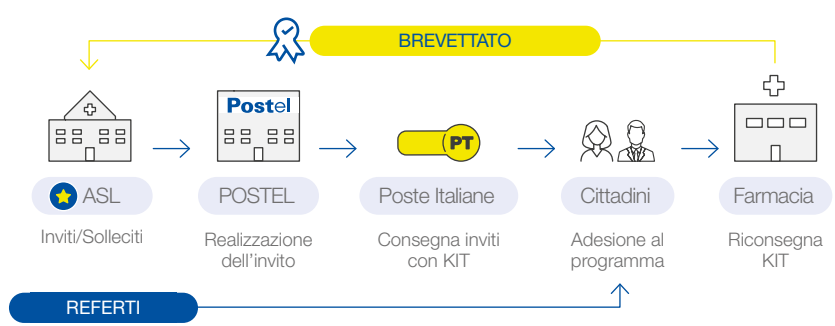 BREVETTATO
Postel
PT
ASL
POSTEL
Poste Italiane
Cittadini
Farmacia
Inviti/Solleciti
Realizzazione
dell'invito
Consegna inviti
con KIT
Adesione al
programma
Riconsegna
KIT
REFERTI